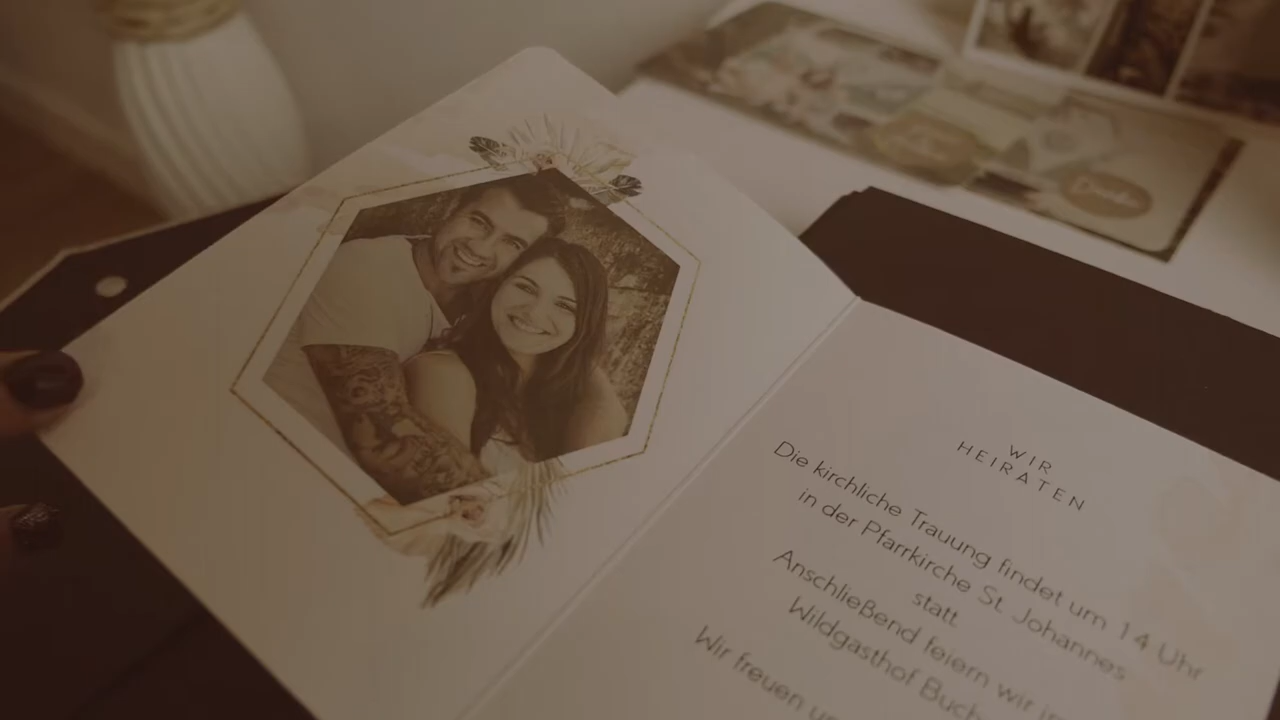 WIR
HEIRATEN
Die kirchliche Trauung findet um 14 Uhr
in der Pfarrkirche St. Johannes
statt
Anschließend feiern wir
Wildgasthof
Wir freuen
Danke